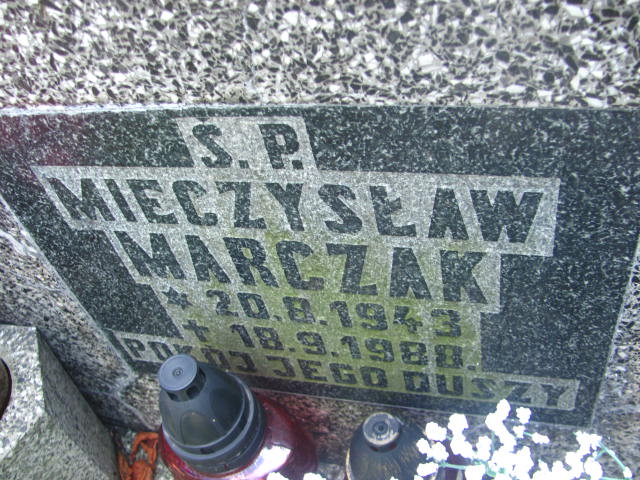 S. P.
MIECZYSŁAW
MARCZAK
* 20.8.1943
✝ 18.9.1988.
POKÓJ JEGO DUSZY